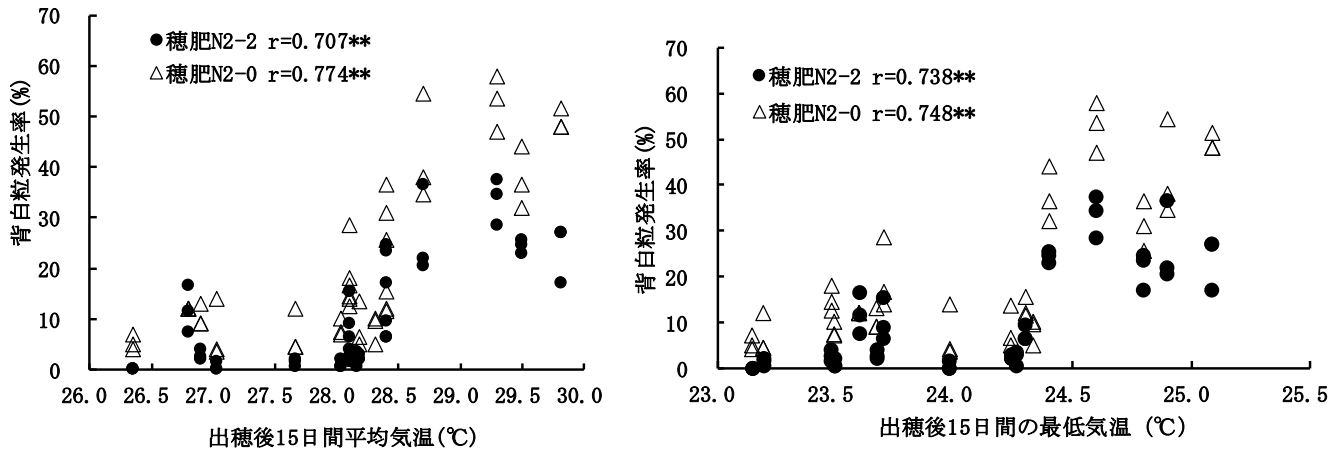 70
60
50
40
30
20
10
0
背白粒発生率(%)
●穂肥N2-2 r=0.707**
△穂肥N2-0 r=0.774**
26.0 26.5 27.0 27.5 28.0 28.5 29.0 29.5 30.0
出穂後15日間平均気温(℃)
70
60
50
40
30
20
10
0
背白粒発生率(%)
●穂肥N2-2 r=0.738**
△穂肥N2-0 r=0.748**
23.0 23.5 24.0 24.5 25.0 25.5
出穂後15日間の最低気温 (℃)